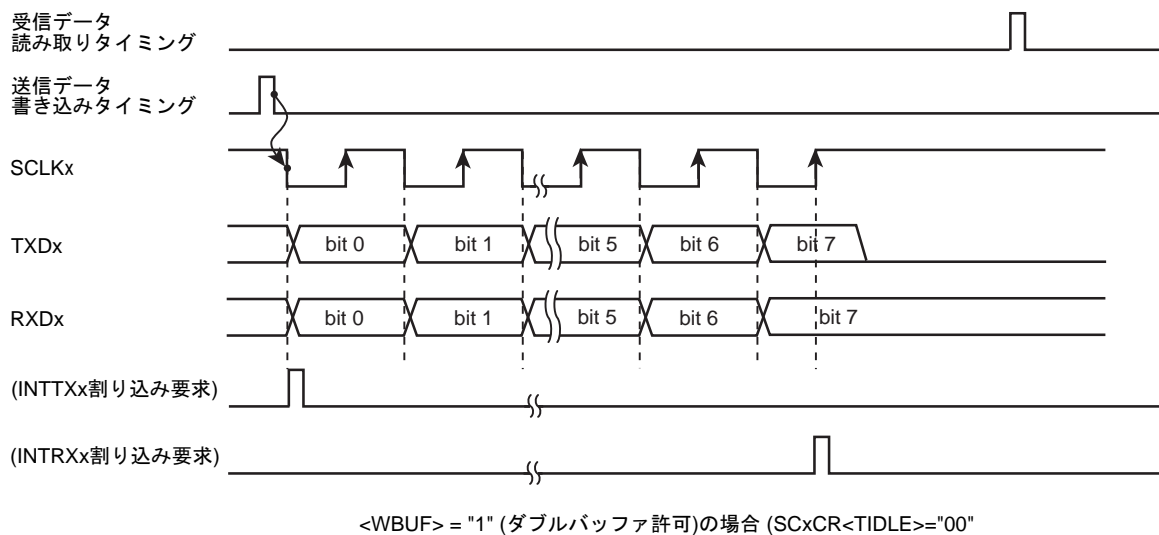 受信データ
読み取りタイミング
送信データ
書き込みタイミング
SCLKx
TXDx
bit 0 bit 1 bit 5 bit 6 bit 7
RXDx
bit 0 bit 1 bit 5 bit 6 bit 7
(INTTXx割り込み要求)
(INTRXx割り込み要求)
<WBUF> = "1" (ダブルバッファ許可)の場合 (SCxCR<TIDLE>="00"